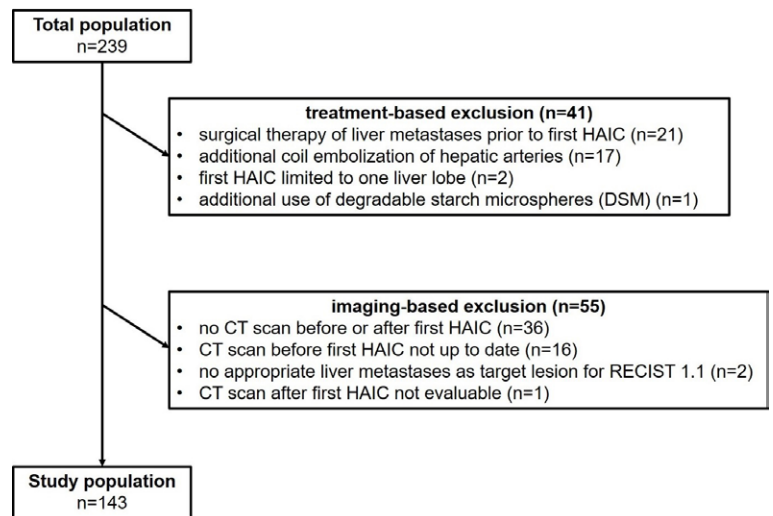 Total population
n=239
treatment-based exclusion (n=41)
• surgical therapy of liver metastases prior to first HAIC (n=21)
• additional coil embolization of hepatic arteries (n=17)
• first HAIC limited to one liver lobe (n=2)
• additional use of degradable starch microspheres (DSM) (n=1)
imaging-based exclusion (n=55)
• no CT scan before or after first HAIC (n=36)
• CT scan before first HAIC not up to date (n=16)
• no appropriate liver metastases as target lesion for RECIST 1.1 (n=2)
• CT scan after first HAIC not evaluable (n=1)
Study population
n=143